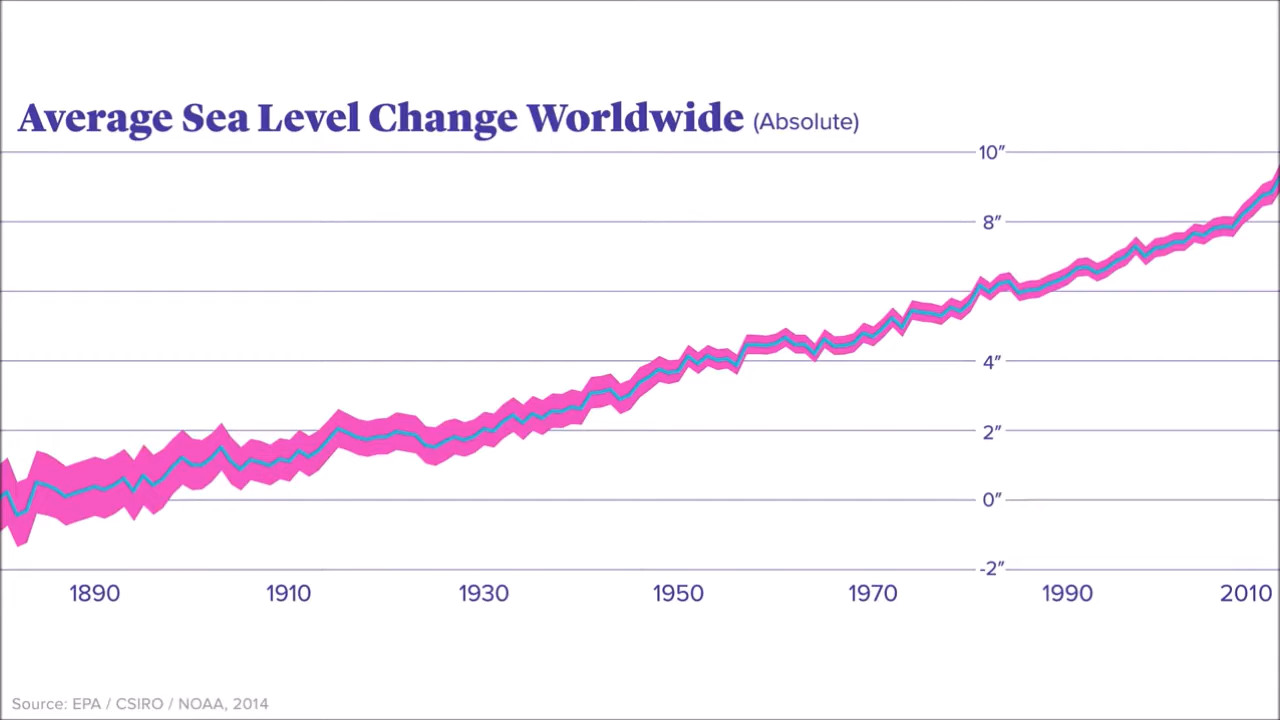 Average Sea Level Change Worldwide (Absolute)
10″
8″
4″
2″
0″
-2″
1890 1910 1930 1950 1970 1990 2010
Source: EPA / CSIRO / NOAA, 2014